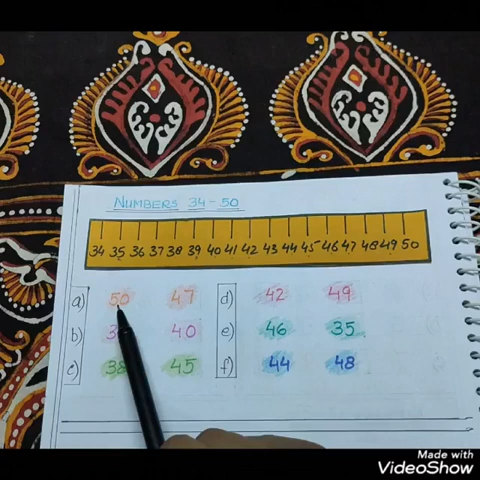 NUMBERS 34-50
34 35 36 37 38 39 40 41 42 43 44 45 46 47 48 49 50
a) 50 47 d) 42 49
b) 40 e) 46 35
c) 38 45 f) 44 48
Made with
VideoShow